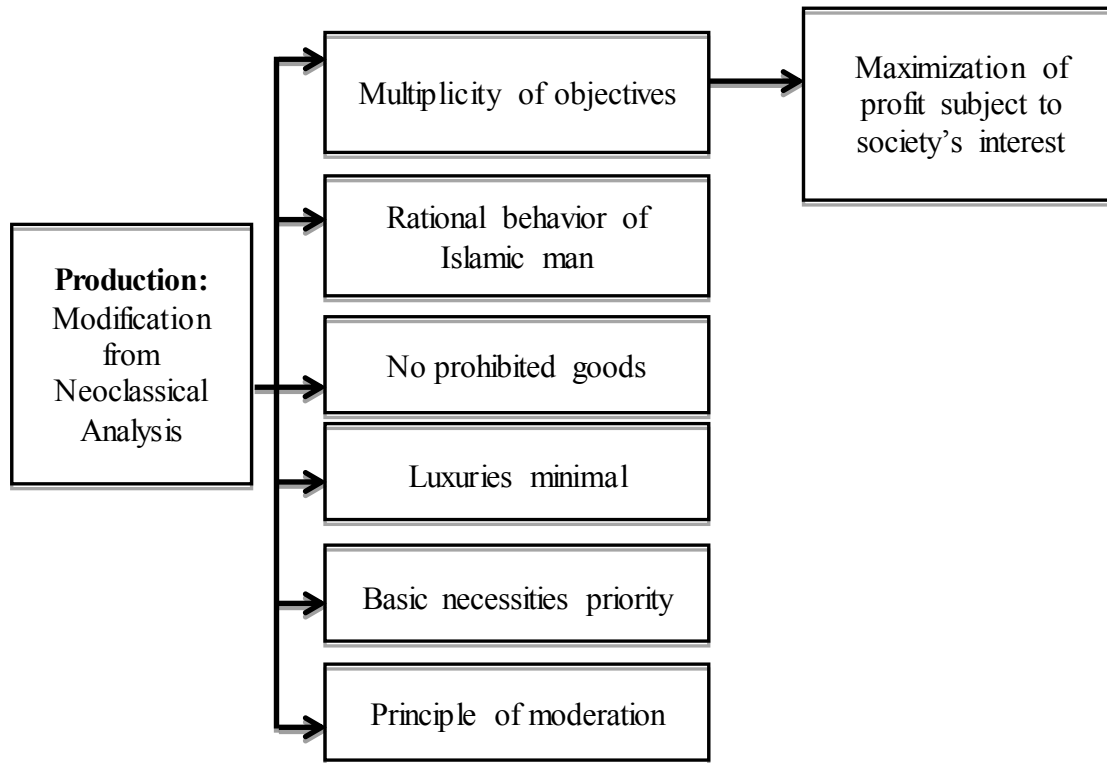 Multiplicity of objectives
Maximization of
profit subject to
society's interest
Rational behavior of
Islamic man
Production:
Modification
from
Neoclassical
Analysis
No prohibited goods
Luxuries minimal
Basic necessities priority
Principle of moderation